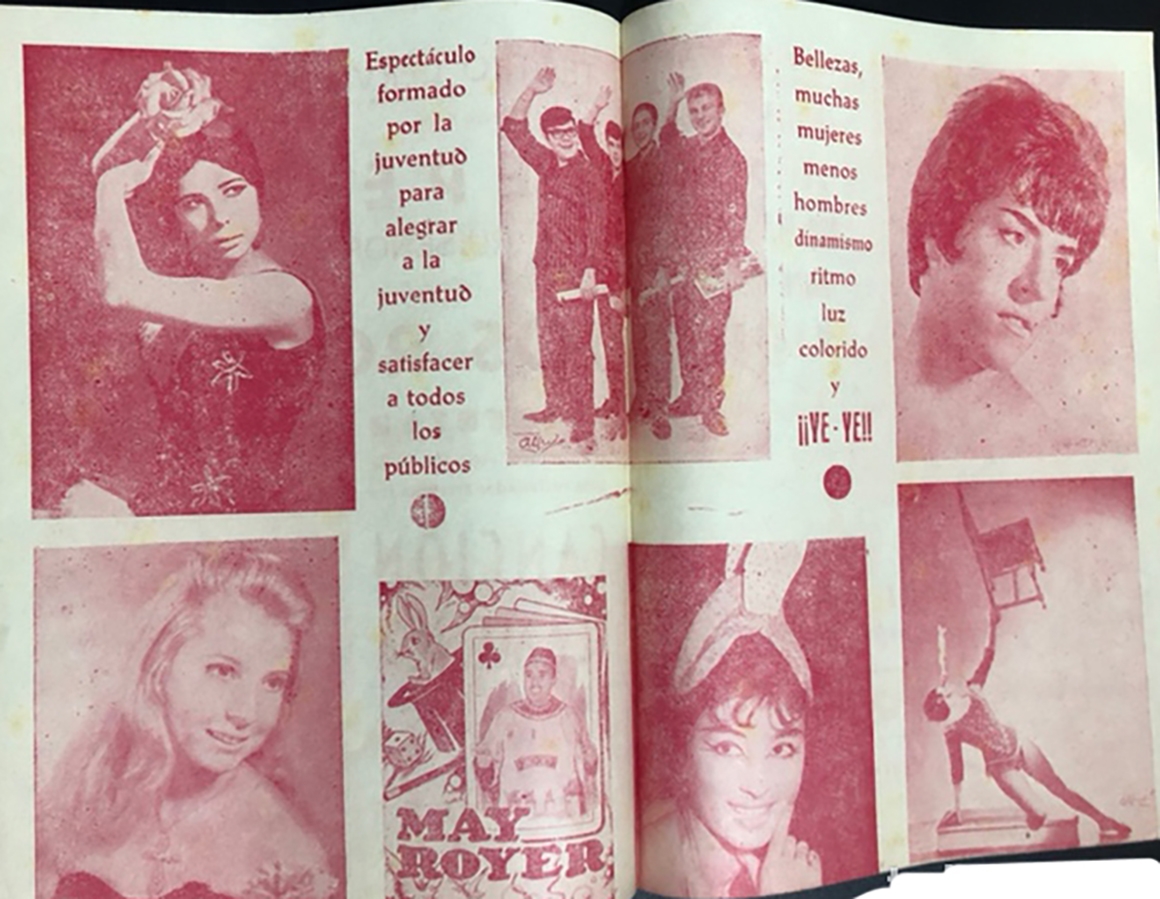 Espectáculo
formado
por la
juventud
para
alegrar
a la
juventud
y
satisfacer
a todos
los
públicos
Bellezas,
muchas
mujeres
menos
hombres
dinamismo
ritmo
luz
colorido
y
¡¡YE-YE!!
MAY
ROYER